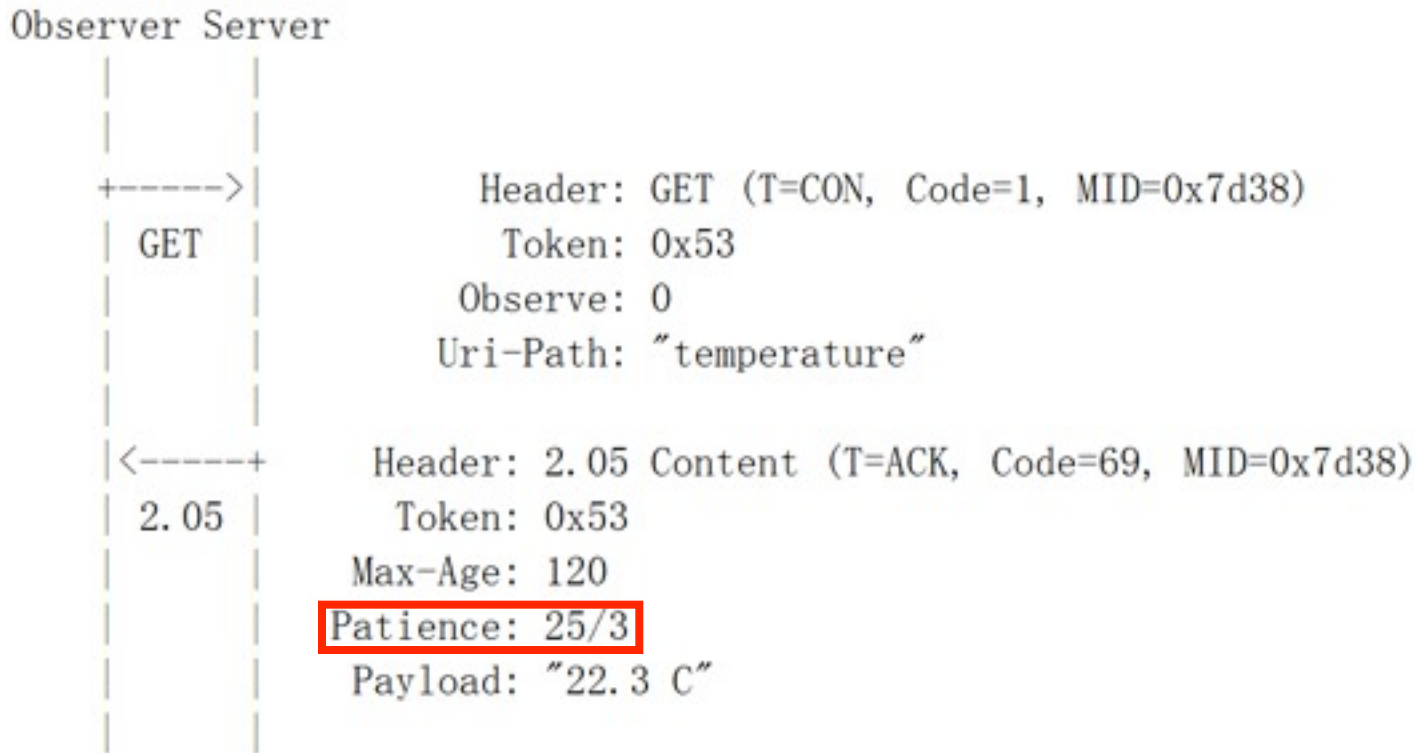 Observer Server
+----->| Header: GET (T=CON, Code=1, MID=0x7d38)
| GET | Token: 0x53
Observe: 0
Uri-Path: "temperature"
|<-----+ Header: 2.05 Content (T=ACK, Code=69, MID=0x7d38)
| 2.05 | Token: 0x53
Max-Age: 120
Patience: 25/3
Payload: "22.3 C"